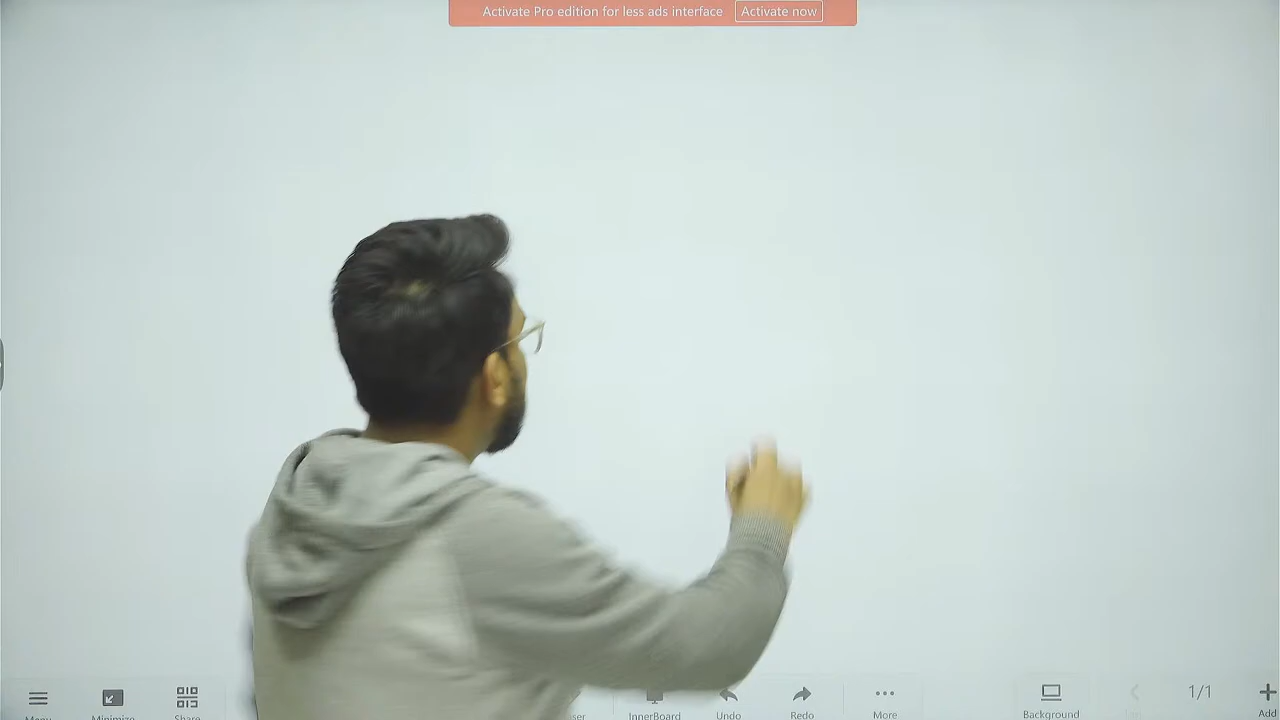 Activate Pro edition for less ads interface Activate now
Menu Minimize Share InnerBoard Undo Redo More Background 1/1 Add